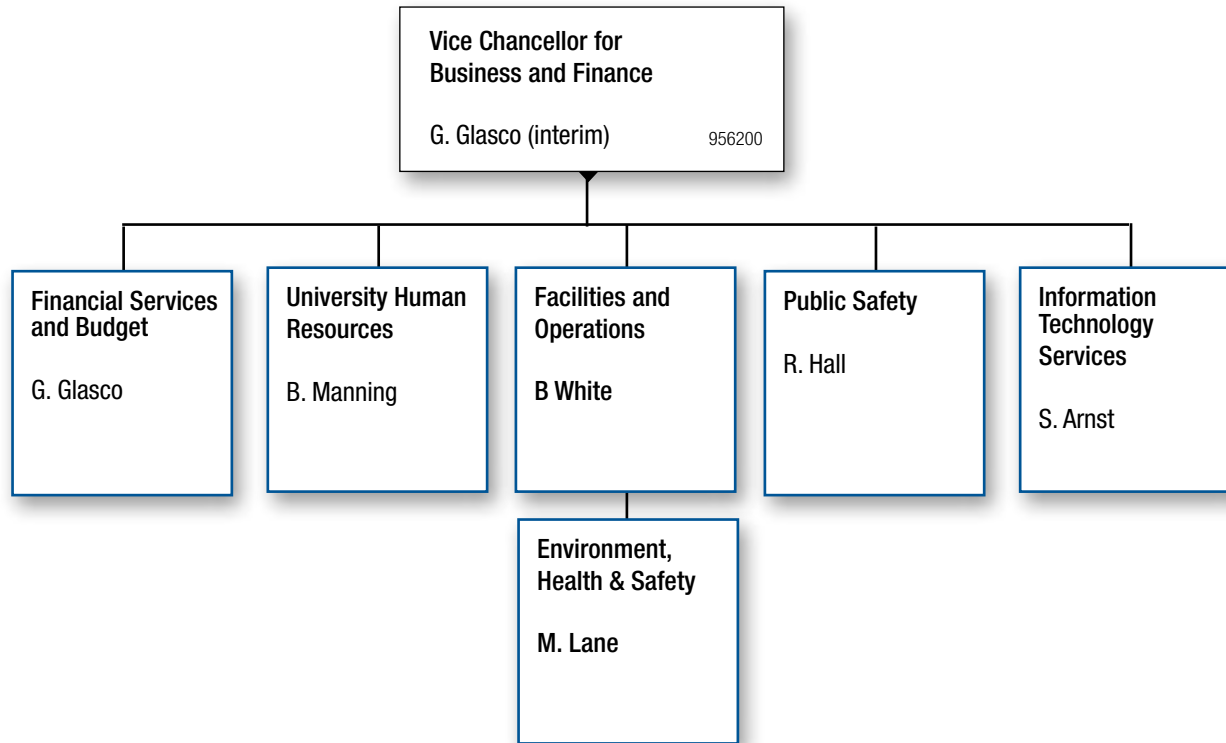 Vice Chancellor for
Business and Finance
G. Glasco (interim) 956200
Financial Services
and Budget
G. Glasco
University Human
Resources
B. Manning
Facilities and
Operations
B White
Public Safety
R. Hall
Information
Technology
Services
S. Arnst
Environment,
Health & Safety
M. Lane